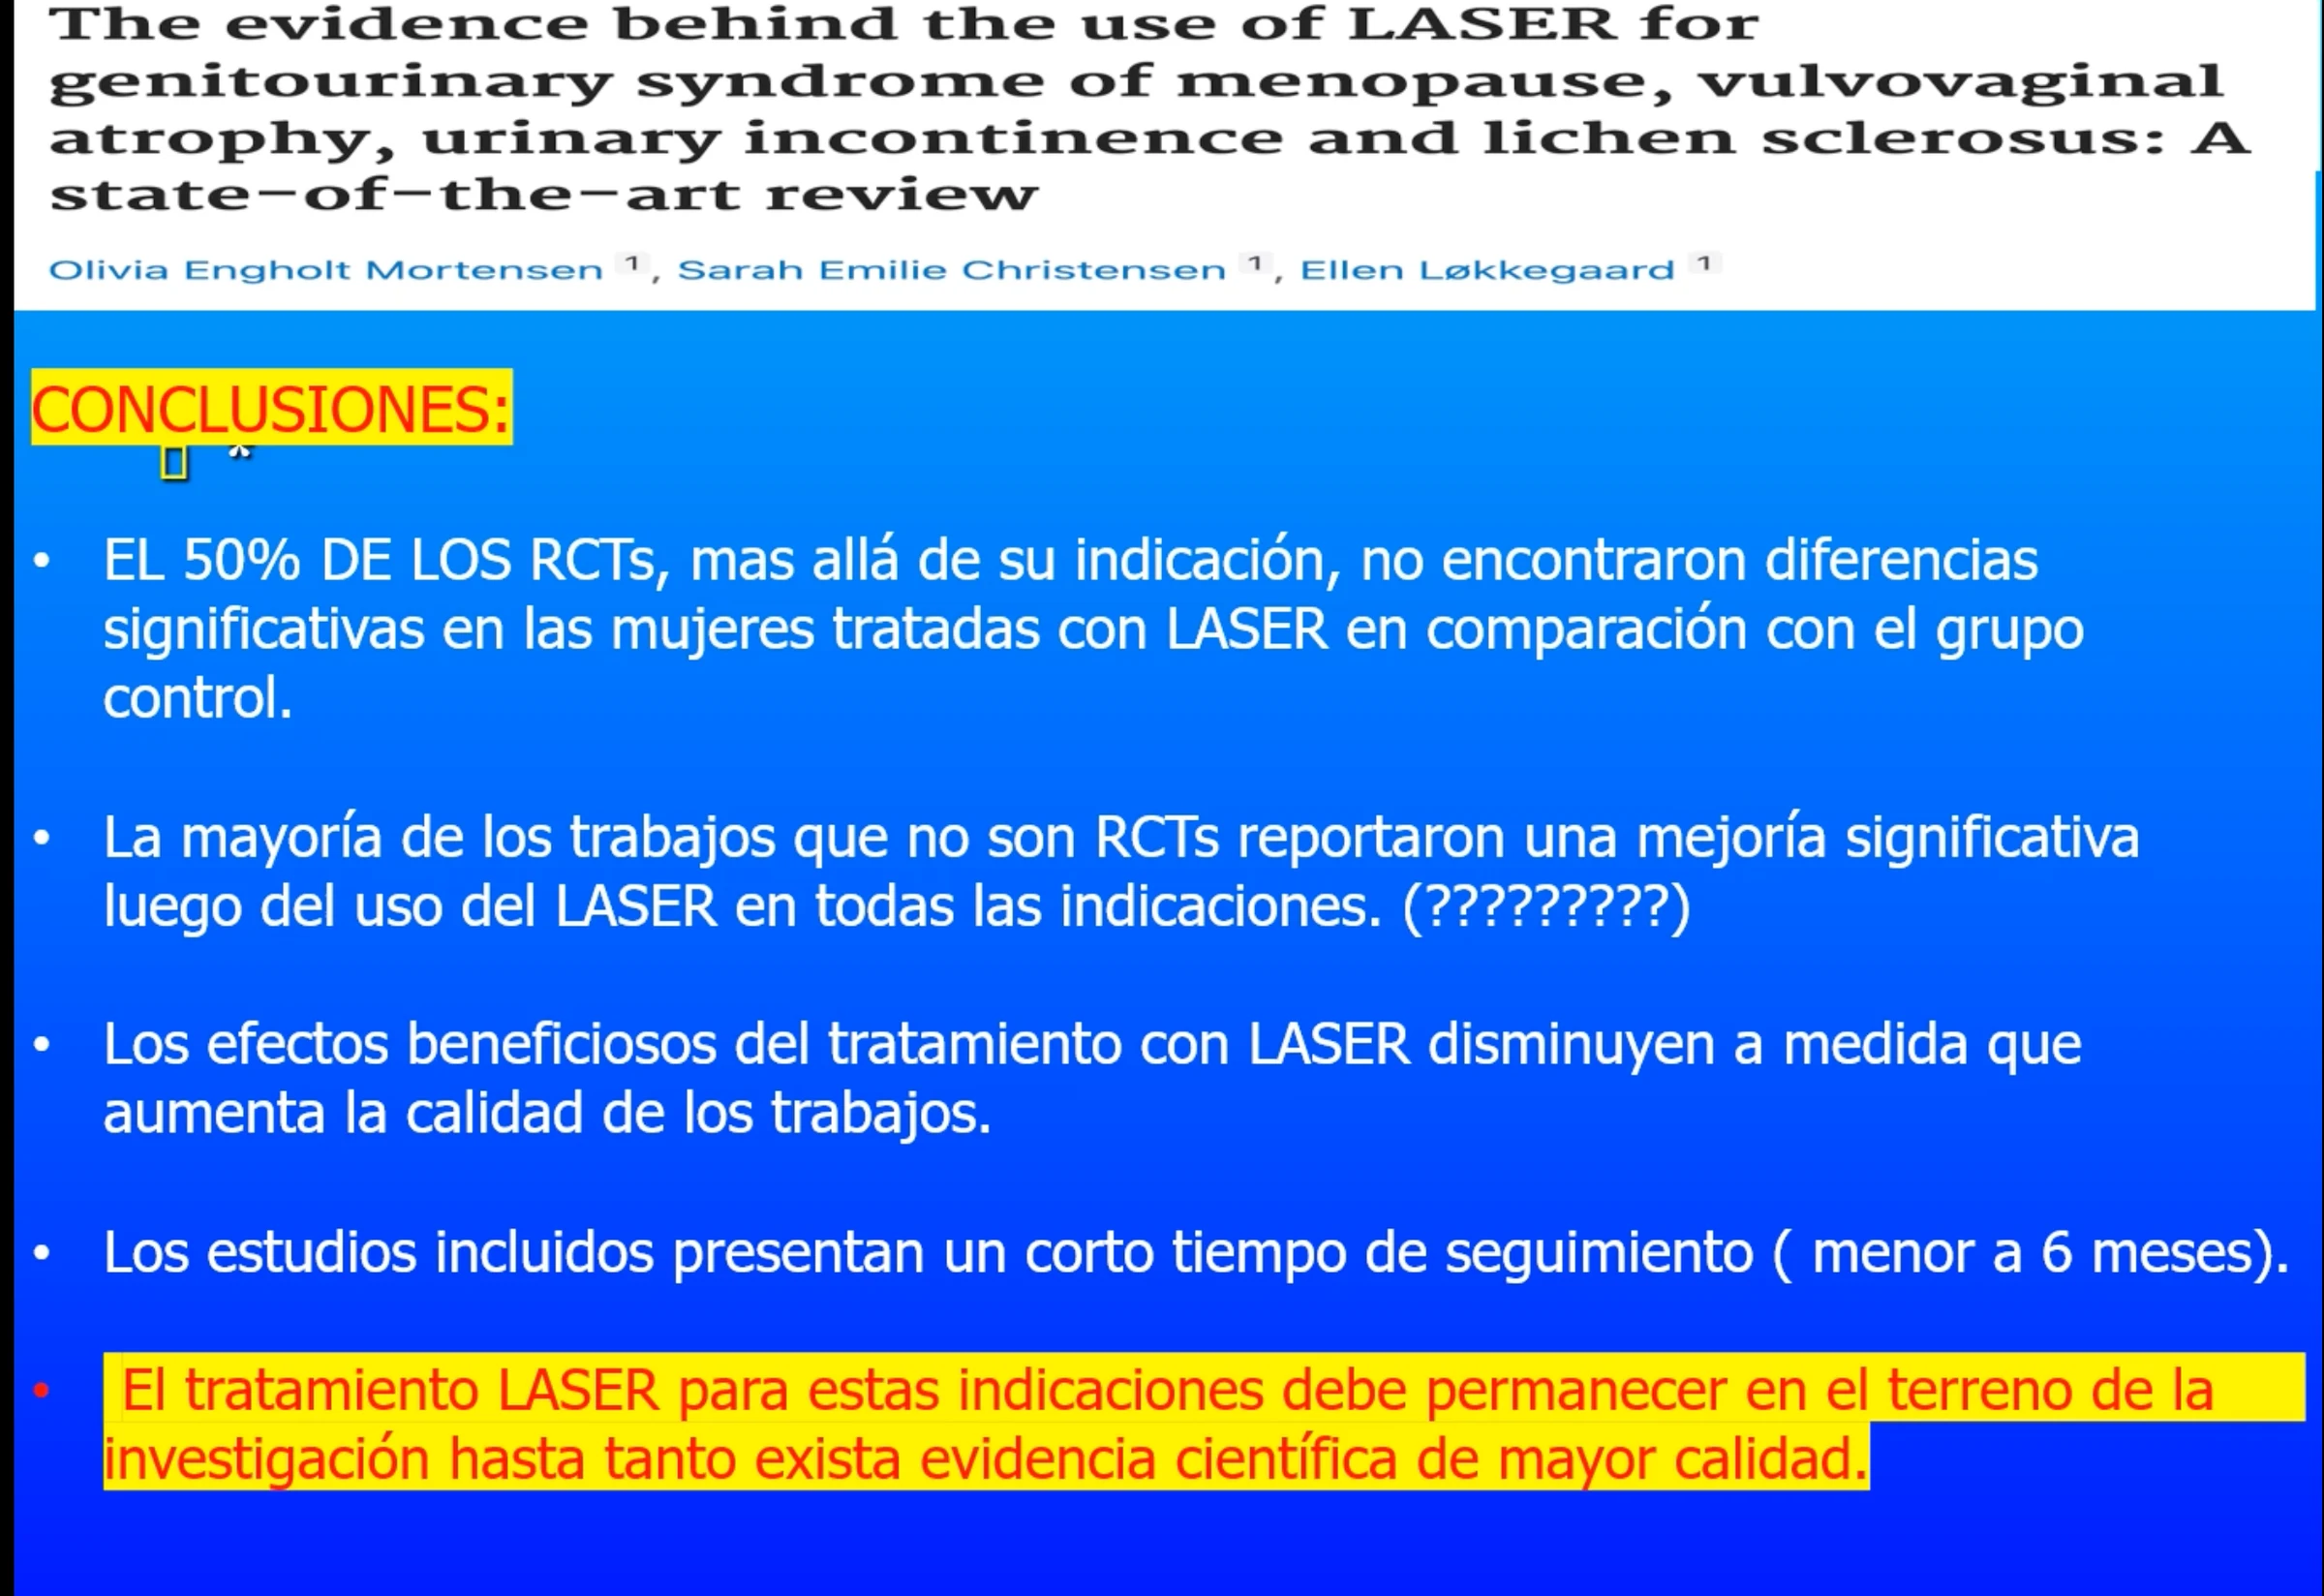 The evidence behind the use of LASER for
genitourinary syndrome of menopause, vulvovaginal
atrophy, urinary incontinence and lichen sclerosus: A
state-of-the-art review
Olivia Engholt Mortensen 1, Sarah Emilie Christensen 1, Ellen Løkkegaard 1
CONCLUSIONES:
*
• EL 50% DE LOS RCTs, mas allá de su indicación, no encontraron diferencias
significativas en las mujeres tratadas con LASER en comparación con el grupo
control.
• La mayoría de los trabajos que no son RCTs reportaron una mejoría significativa
luego del uso del LASER en todas las indicaciones. (?????????)
• Los efectos beneficiosos del tratamiento con LASER disminuyen a medida que
aumenta la calidad de los trabajos.
• Los estudios incluidos presentan un corto tiempo de seguimiento ( menor a 6 meses).
• El tratamiento LASER para estas indicaciones debe permanecer en el terreno de la
investigación hasta tanto exista evidencia científica de mayor calidad.